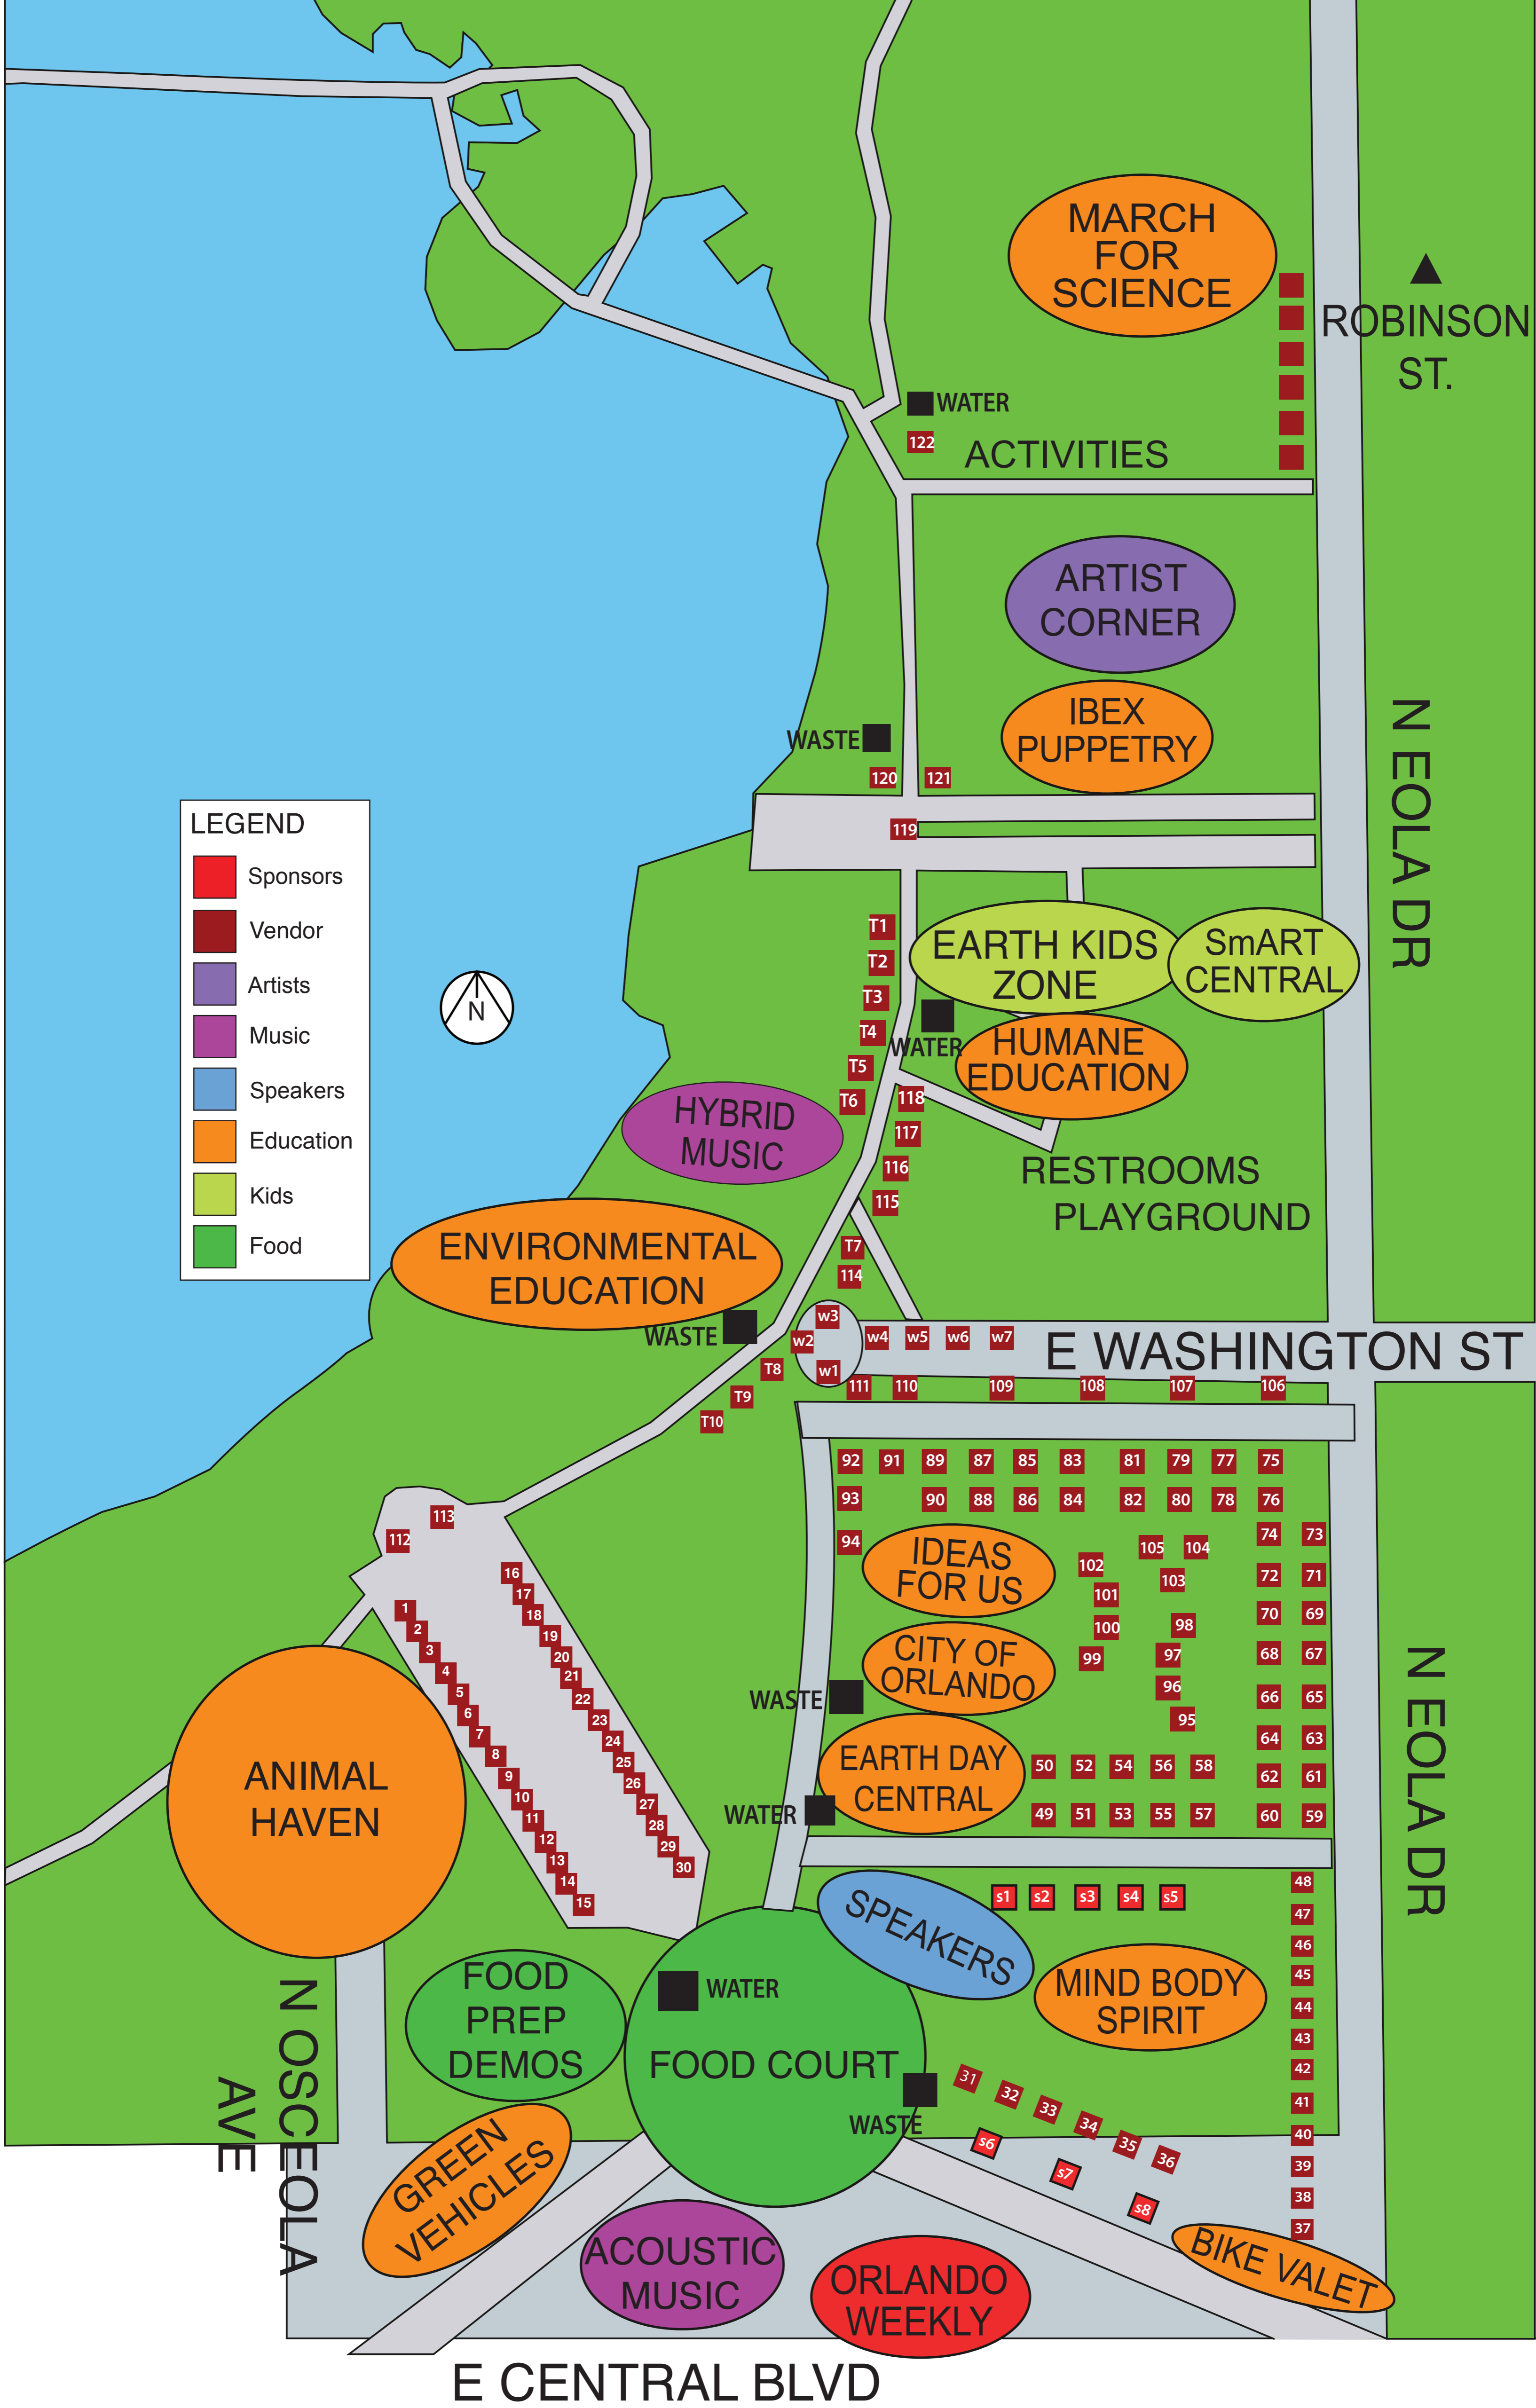 MARCH
FOR
SCIENCE
ROBINSON
ST.
WATER
122
ACTIVITIES
ARTIST
CORNER
IBEX
PUPPETRY
WASTE
120
121
119
N EOLA DR
LEGEND
Sponsors
Vendor
Artists
Music
Speakers
Education
Kids
Food
N
T1
T2
T3
T4
T5
T6
EARTH KIDS
ZONE
SmART
CENTRAL
WATER
HUMANE
EDUCATION
118
117
116
115
HYBRID
MUSIC
RESTROOMS
PLAYGROUND
ENVIRONMENTAL
EDUCATION
WASTE
T7
114
w3
w2
w1
w4 w5 w6 w7
E WASHINGTON ST
T8
T9
T10
111 110 109 108 107 106
92 91 89 87 85 83 81 79 77 75
93 90 88 86 84 82 80 78 76
94
IDEAS
FOR US
105 104
102
103
101
100
98
99
97
96
95
74 73
72 71
70 69
68 67
66 65
64 63
62 61
60 59
CITY OF
ORLANDO
WASTE
EARTH DAY
CENTRAL
WATER
50 52 54 56 58
49 51 53 55 57
N EOLA DR
113
112
1
2
3
4
5
6
7
8
9
10
11
12
13
14
15
16
17
18
19
20
21
22
23
24
25
26
27
28
29
30
ANIMAL
HAVEN
SPEAKERS
s1 s2 s3 s4 s5
MIND BODY
SPIRIT
48
47
46
45
44
43
42
41
40
39
38
37
FOOD
PREP
DEMOS
WATER
FOOD COURT
WASTE
31
32
33
34
35
36
s6
s7
s8
N OSCEOLA
AVE
GREEN
VEHICLES
ACOUSTIC
MUSIC
ORLANDO
WEEKLY
BIKE VALET
E CENTRAL BLVD